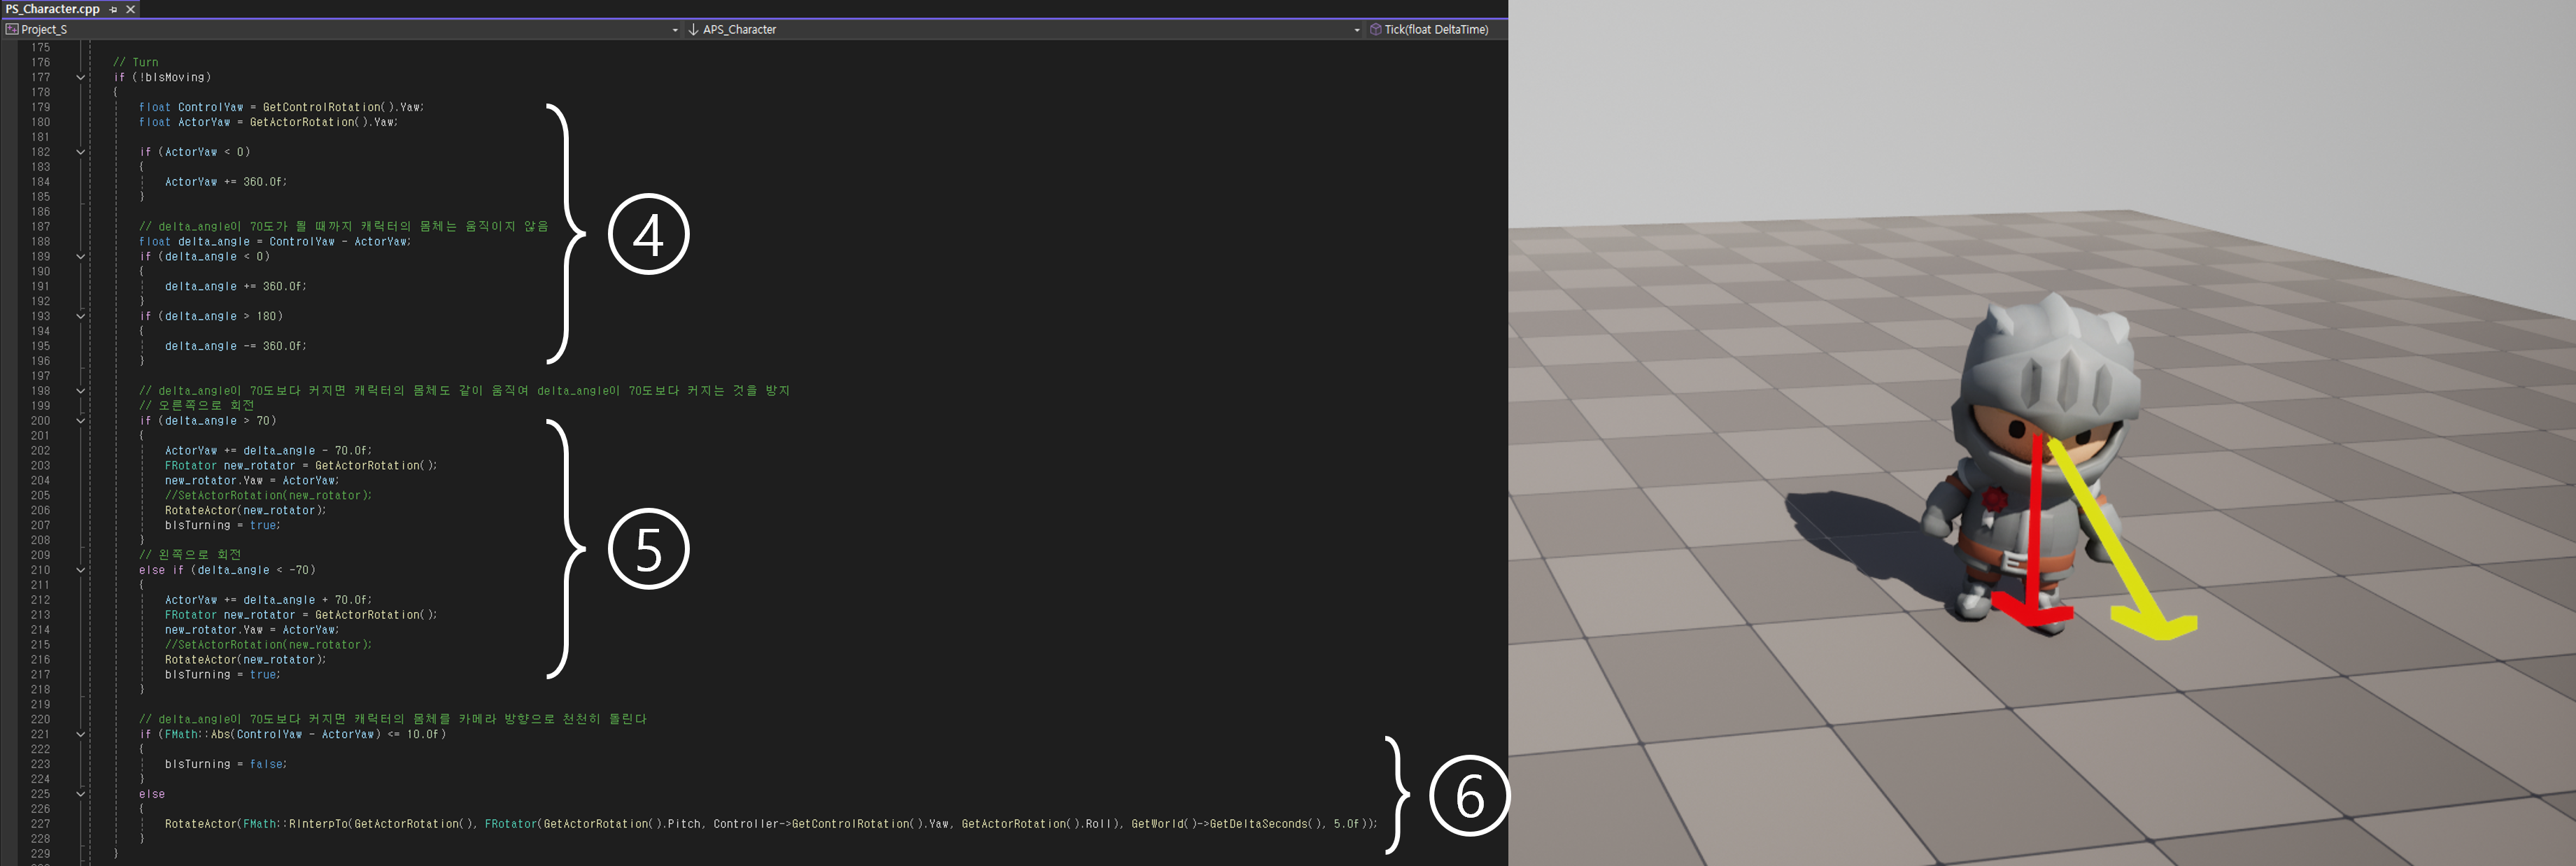 PS_Character.cpp
Project_S
APS_Character
Tick(float DeltaTime)
175
176 // Turn
177 if (!bIsMoving)
178 {
179 float ControlYaw = GetControlRotation().Yaw;
180 float ActorYaw = GetActorRotation().Yaw;
181
182 if (ActorYaw < 0)
183 {
184 ActorYaw += 360.0f;
185 }
186
187 // delta_angle이 70도가 될 때까지 캐릭터의 몸체는 움직이지 않음
188 float delta_angle = ControlYaw - ActorYaw;
189 if (delta_angle < 0)
190 {
191 delta_angle += 360.0f;
192 }
193 if (delta_angle > 180)
194 {
195 delta_angle -= 360.0f;
196 }
197
198 // delta_angle이 70도보다 커지면 캐릭터의 몸체도 같이 움직여 delta_angle이 70도보다 커지는 것을 방지
199 // 오른쪽으로 회전
200 if (delta_angle > 70)
201 {
202 ActorYaw += delta_angle - 70.0f;
203 FRotator new_rotator = GetActorRotation();
204 new_rotator.Yaw = ActorYaw;
205 //SetActorRotation(new_rotator);
206 RotateActor(new_rotator);
207 bIsTurning = true;
208 }
209 // 왼쪽으로 회전
210 else if (delta_angle < -70)
211 {
212 ActorYaw += delta_angle + 70.0f;
213 FRotator new_rotator = GetActorRotation();
214 new_rotator.Yaw = ActorYaw;
215 //SetActorRotation(new_rotator);
216 RotateActor(new_rotator);
217 bIsTurning = true;
218 }
219
220 // delta_angle이 70도보다 커지면 캐릭터의 몸체를 카메라 방향으로 천천히 돌린다
221 if (FMath::Abs(ControlYaw - ActorYaw) <= 10.0f)
222 {
223 bIsTurning = false;
224 }
225 else
226 {
227 RotateActor(FMath::RInterpTo(GetActorRotation(), FRotator(GetActorRotation().Pitch, Controller->GetControlRotation().Yaw, GetActorRotation().Roll), GetWorld()->GetDeltaSeconds(), 5.0f));
228 }
229 }
④
⑤
⑥